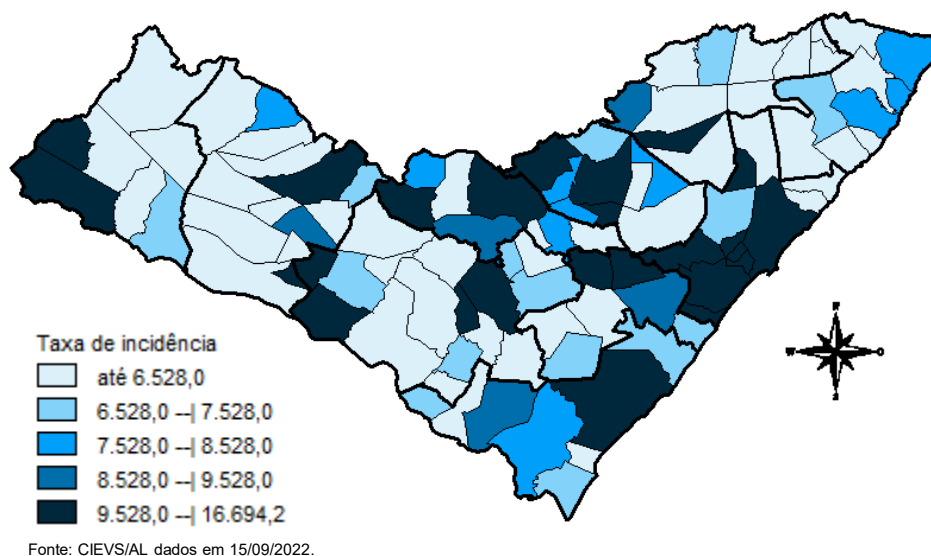 Taxa de incidência
até 6.528,0
6.528,0 --| 7.528,0
7.528,0 --| 8.528,0
8.528,0 --| 9.528,0
9.528,0 --| 16.694,2
Fonte: CIEVS/AL dados em 15/09/2022.